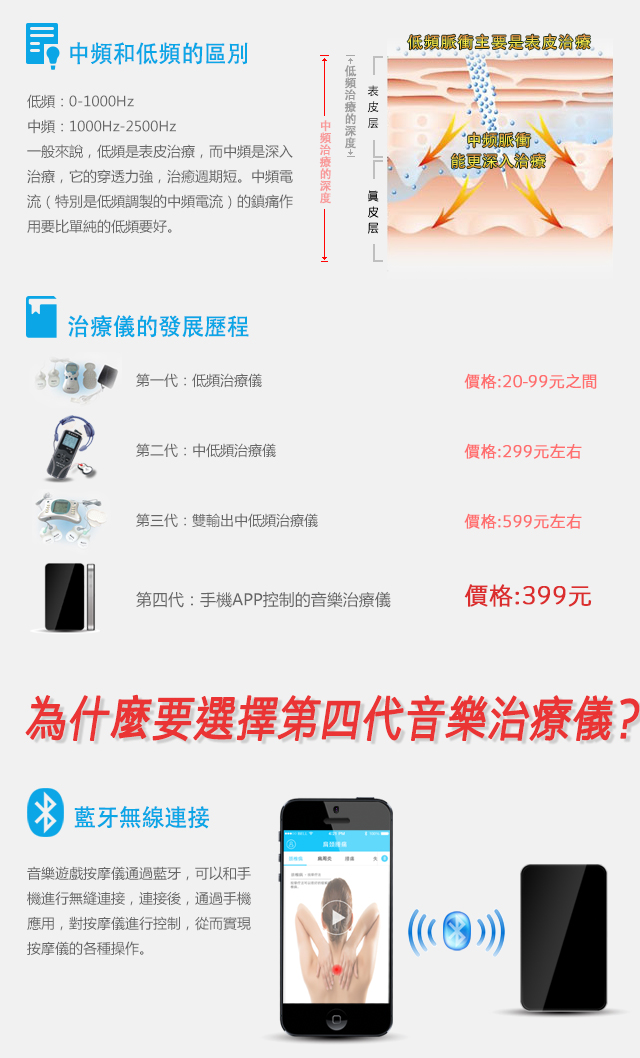 中頻和低頻的區別
低頻：0-1000Hz
中頻：1000Hz-2500Hz
一般來說，低頻是表皮治療，而中頻是深入
治療，它的穿透力強，治癒週期短。中頻電
流（特別是低頻調製的中頻電流）的鎮痛作
用要比單純的低頻要好。
中頻治療的深度
低頻治療的深度
表皮层
眞皮层
低頻脈衝主要是表皮治療
中頻脈衝
能更深入治療
治療儀的發展歷程
第一代：低頻治療儀
價格:20-99元之間
第二代：中低頻治療儀
價格:299元左右
第三代：雙輸出中低頻治療儀
價格:599元左右
第四代：手機APP控制的音樂治療儀
價格:399元
為什麼要選擇第四代音樂治療儀?
藍牙無線連接
音樂遊戲按摩儀通過藍牙，可以和手
機進行無縫連接，連接後，通過手機
應用，對按摩儀進行控制，從而實現
按摩儀的各種操作。